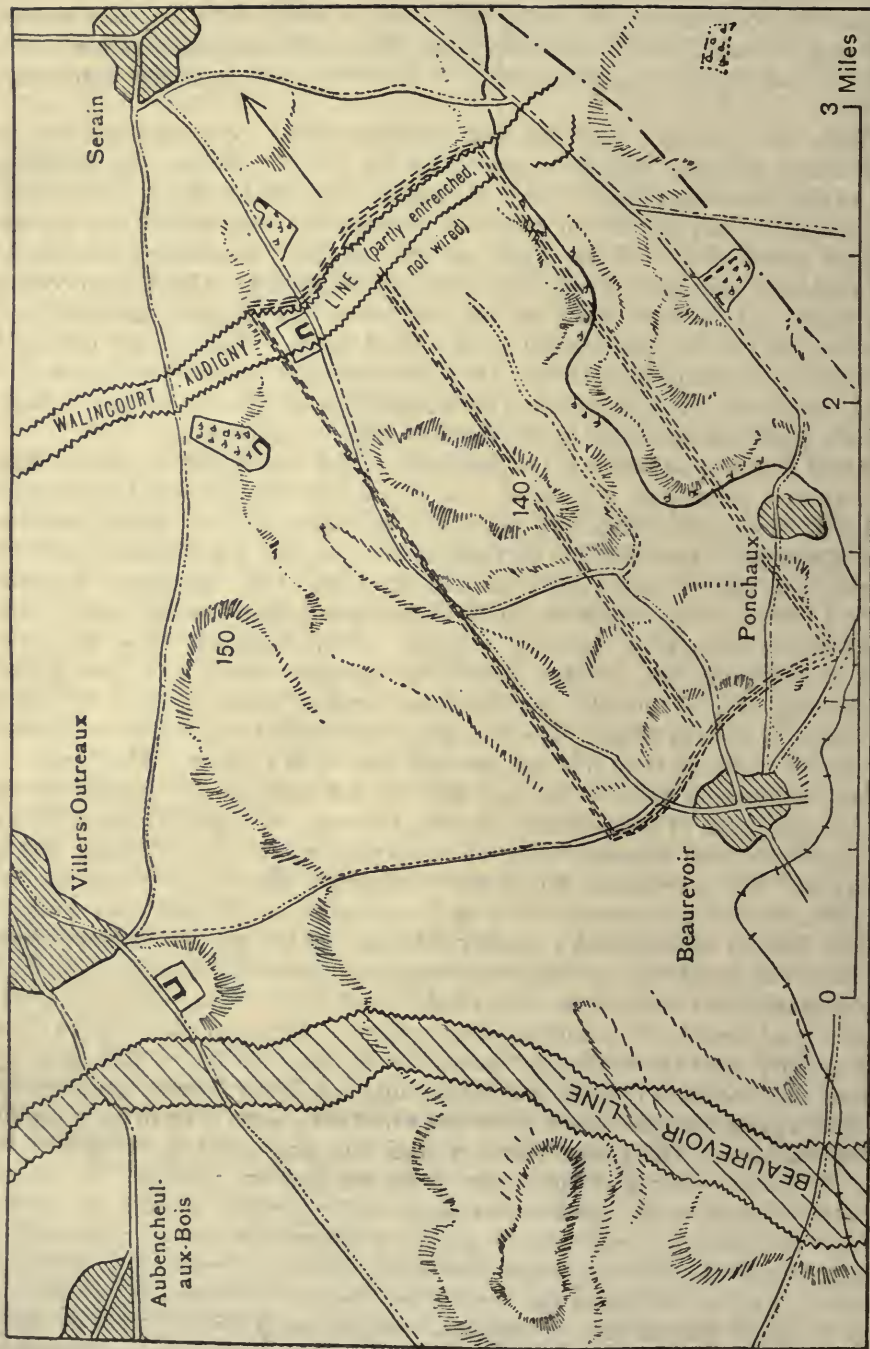 Aubencheul-
aux-Bois
Villers-Outreaux
Serain
WALINCOURT
AUDIGNY
LINE (partly entrenched,
not wired)
150
140
BEAUREVOIR
LINE
Beaurevoir
Ponchaux
0
2
3 Miles